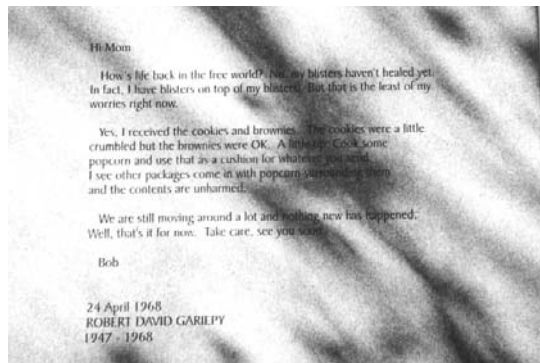 Hi Mom
How's life back in the free world? No, my blisters haven't healed yet.
In fact, I have blisters on top of my blisters! But that is the least of my
worries right now.
Yes, I received the cookies and brownies. The cookies were a little
crumbled but the brownies were OK. A little tip: Cook some
popcorn and use that as a cushion for whatever you send.
I see other packages come in with popcorn surrounding them
and the contents are unharmed.
We are still moving around a lot and nothing new has happened.
Well, that's it for now. Take care, see you soon.
Bob
24 April 1968
ROBERT DAVID GARIEPY
1947 - 1968